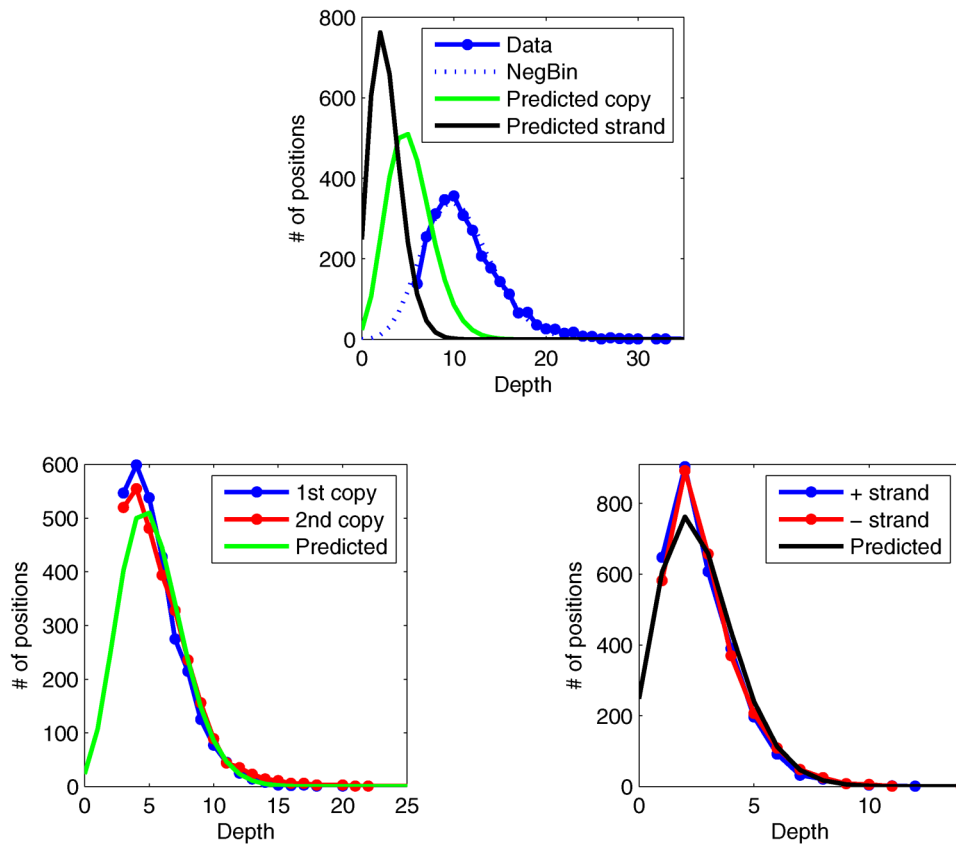 800
600
400
200
0
# of positions
Data
NegBin
Predicted copy
Predicted strand
0 10 20 30
Depth
600
500
400
300
200
100
0
# of positions
1st copy
2nd copy
Predicted
0 5 10 15 20 25
Depth
800
600
400
200
0
# of positions
+ strand
− strand
Predicted
0 5 10
Depth